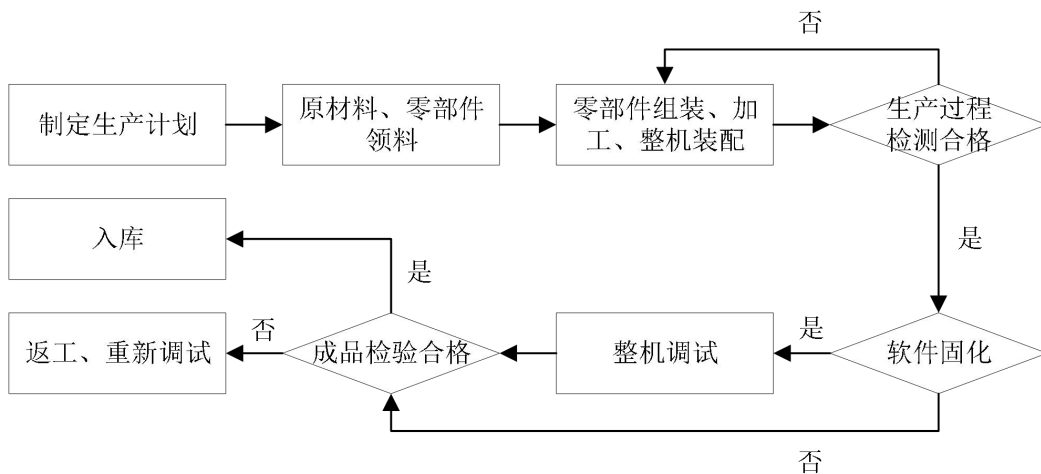 否
制定生产计划
原材料、零部件
领料
零部件组装、加
工、整机装配
生产过程
检测合格
入库
是
是
返工、重新调试
否
成品检验合格
整机调试
是
软件固化
否